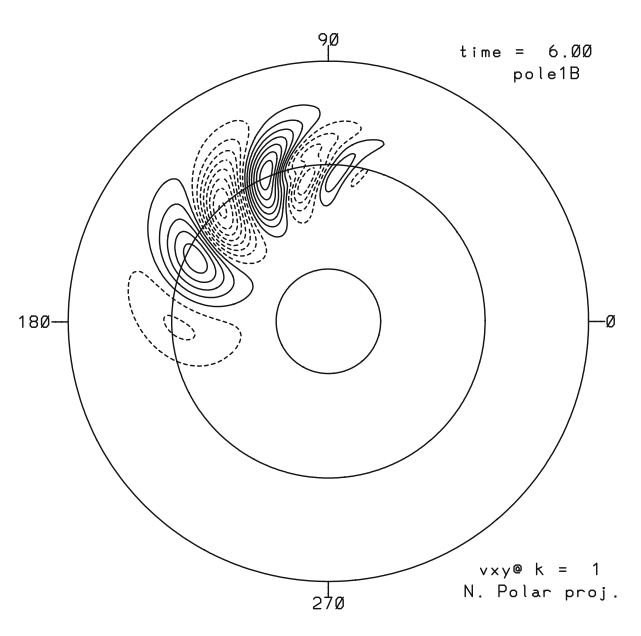 90
time = 6.00
pole1B
180
0
vxy@ k = 1
N. Polar proj.
270